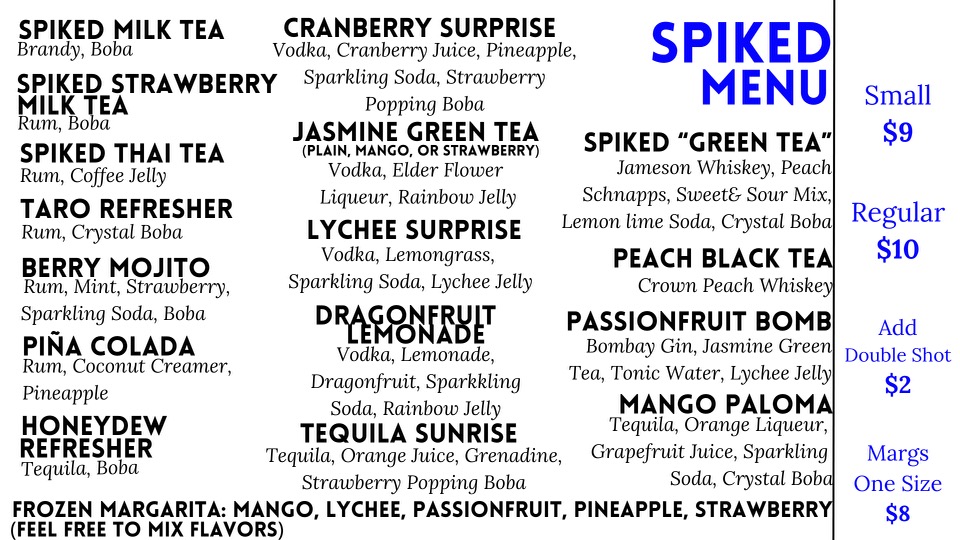 SPIKED MILK TEA
Brandy, Boba
SPIKED STRAWBERRY
MILK TEA
Rum, Boba
SPIKED THAI TEA
Rum, Coffee Jelly
TARO REFRESHER
Rum, Crystal Boba
BERRY MOJITO
Rum, Mint, Strawberry,
Sparkling Soda, Boba
PIÑA COLADA
Rum, Coconut Creamer,
Pineapple
HONEYDEW
REFRESHER
Tequila, Boba
CRANBERRY SURPRISE
Vodka, Cranberry Juice, Pineapple,
Sparkling Soda, Strawberry
Popping Boba
JASMINE GREEN TEA
(PLAIN, MANGO, OR STRAWBERRY)
Vodka, Elder Flower
Liqueur, Rainbow Jelly
LYCHEE SURPRISE
Vodka, Lemongrass,
Sparkling Soda, Lychee Jelly
DRAGONFRUIT
LEMONADE
Vodka, Lemonade,
Dragonfruit, Sparkkling
Soda, Rainbow Jelly
TEQUILA SUNRISE
Tequila, Orange Juice, Grenadine,
Strawberry Popping Boba
SPIKED
MENU
SPIKED “GREEN TEA”
Jameson Whiskey, Peach
Schnapps, Sweet& Sour Mix,
Lemon lime Soda, Crystal Boba
PEACH BLACK TEA
Crown Peach Whiskey
PASSIONFRUIT BOMB
Bombay Gin, Jasmine Green
Tea, Tonic Water, Lychee Jelly
MANGO PALOMA
Tequila, Orange Liqueur,
Grapefruit Juice, Sparkling
Soda, Crystal Boba
FROZEN MARGARITA: MANGO, LYCHEE, PASSIONFRUIT, PINEAPPLE, STRAWBERRY
(FEEL FREE TO MIX FLAVORS)
Small
$9
Regular
$10
Add
Double Shot
$2
Margs
One Size
$8